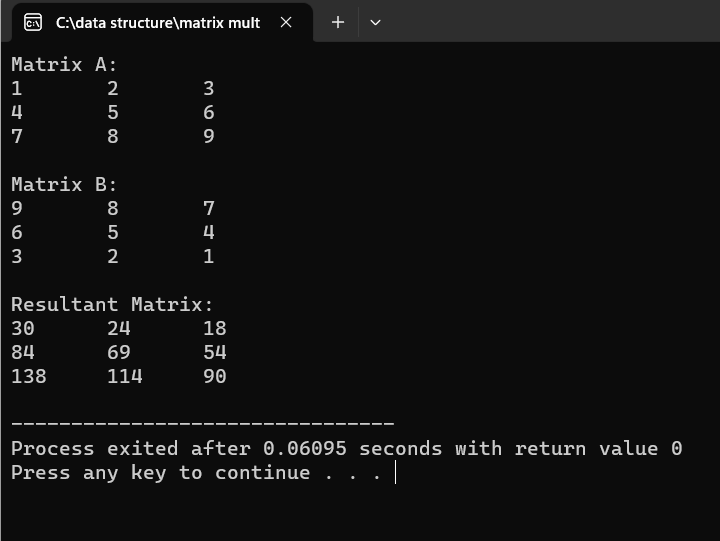 C:\data structure\matrix mult
Matrix A:
1 2 3
4 5 6
7 8 9
Matrix B:
9 8 7
6 5 4
3 2 1
Resultant Matrix:
30 24 18
84 69 54
138 114 90
--------------------------------
Process exited after 0.06095 seconds with return value 0
Press any key to continue . . .